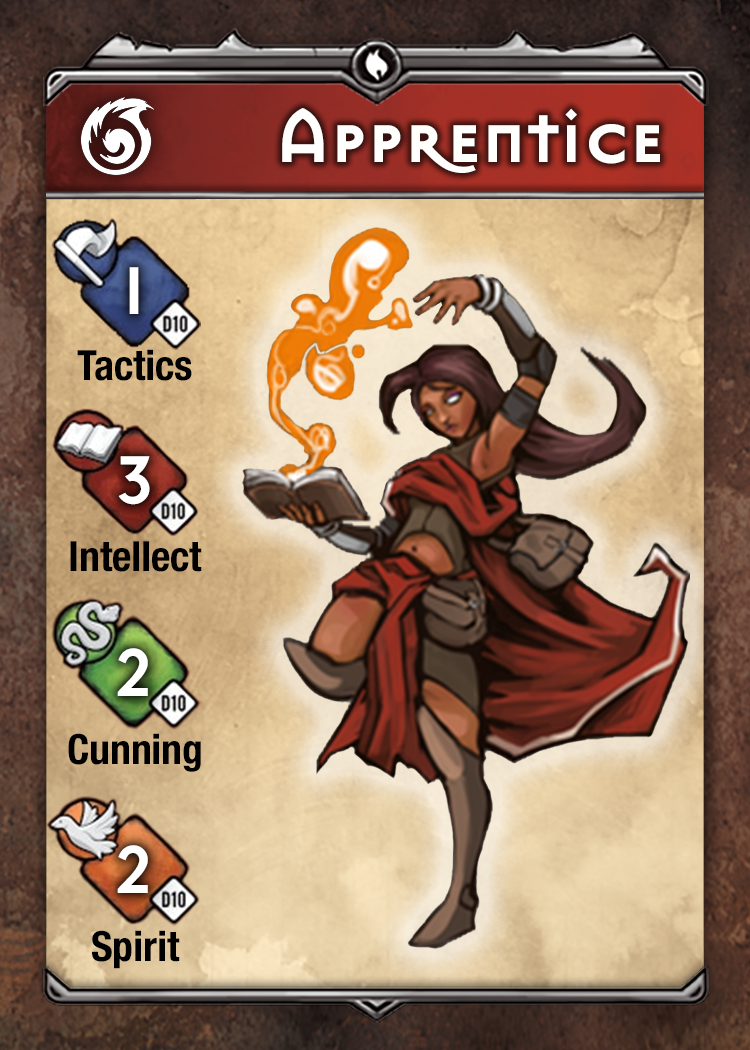 Apprentice
1
D10
Tactics
3
D10
Intellect
2
D10
Cunning
2
D10
Spirit